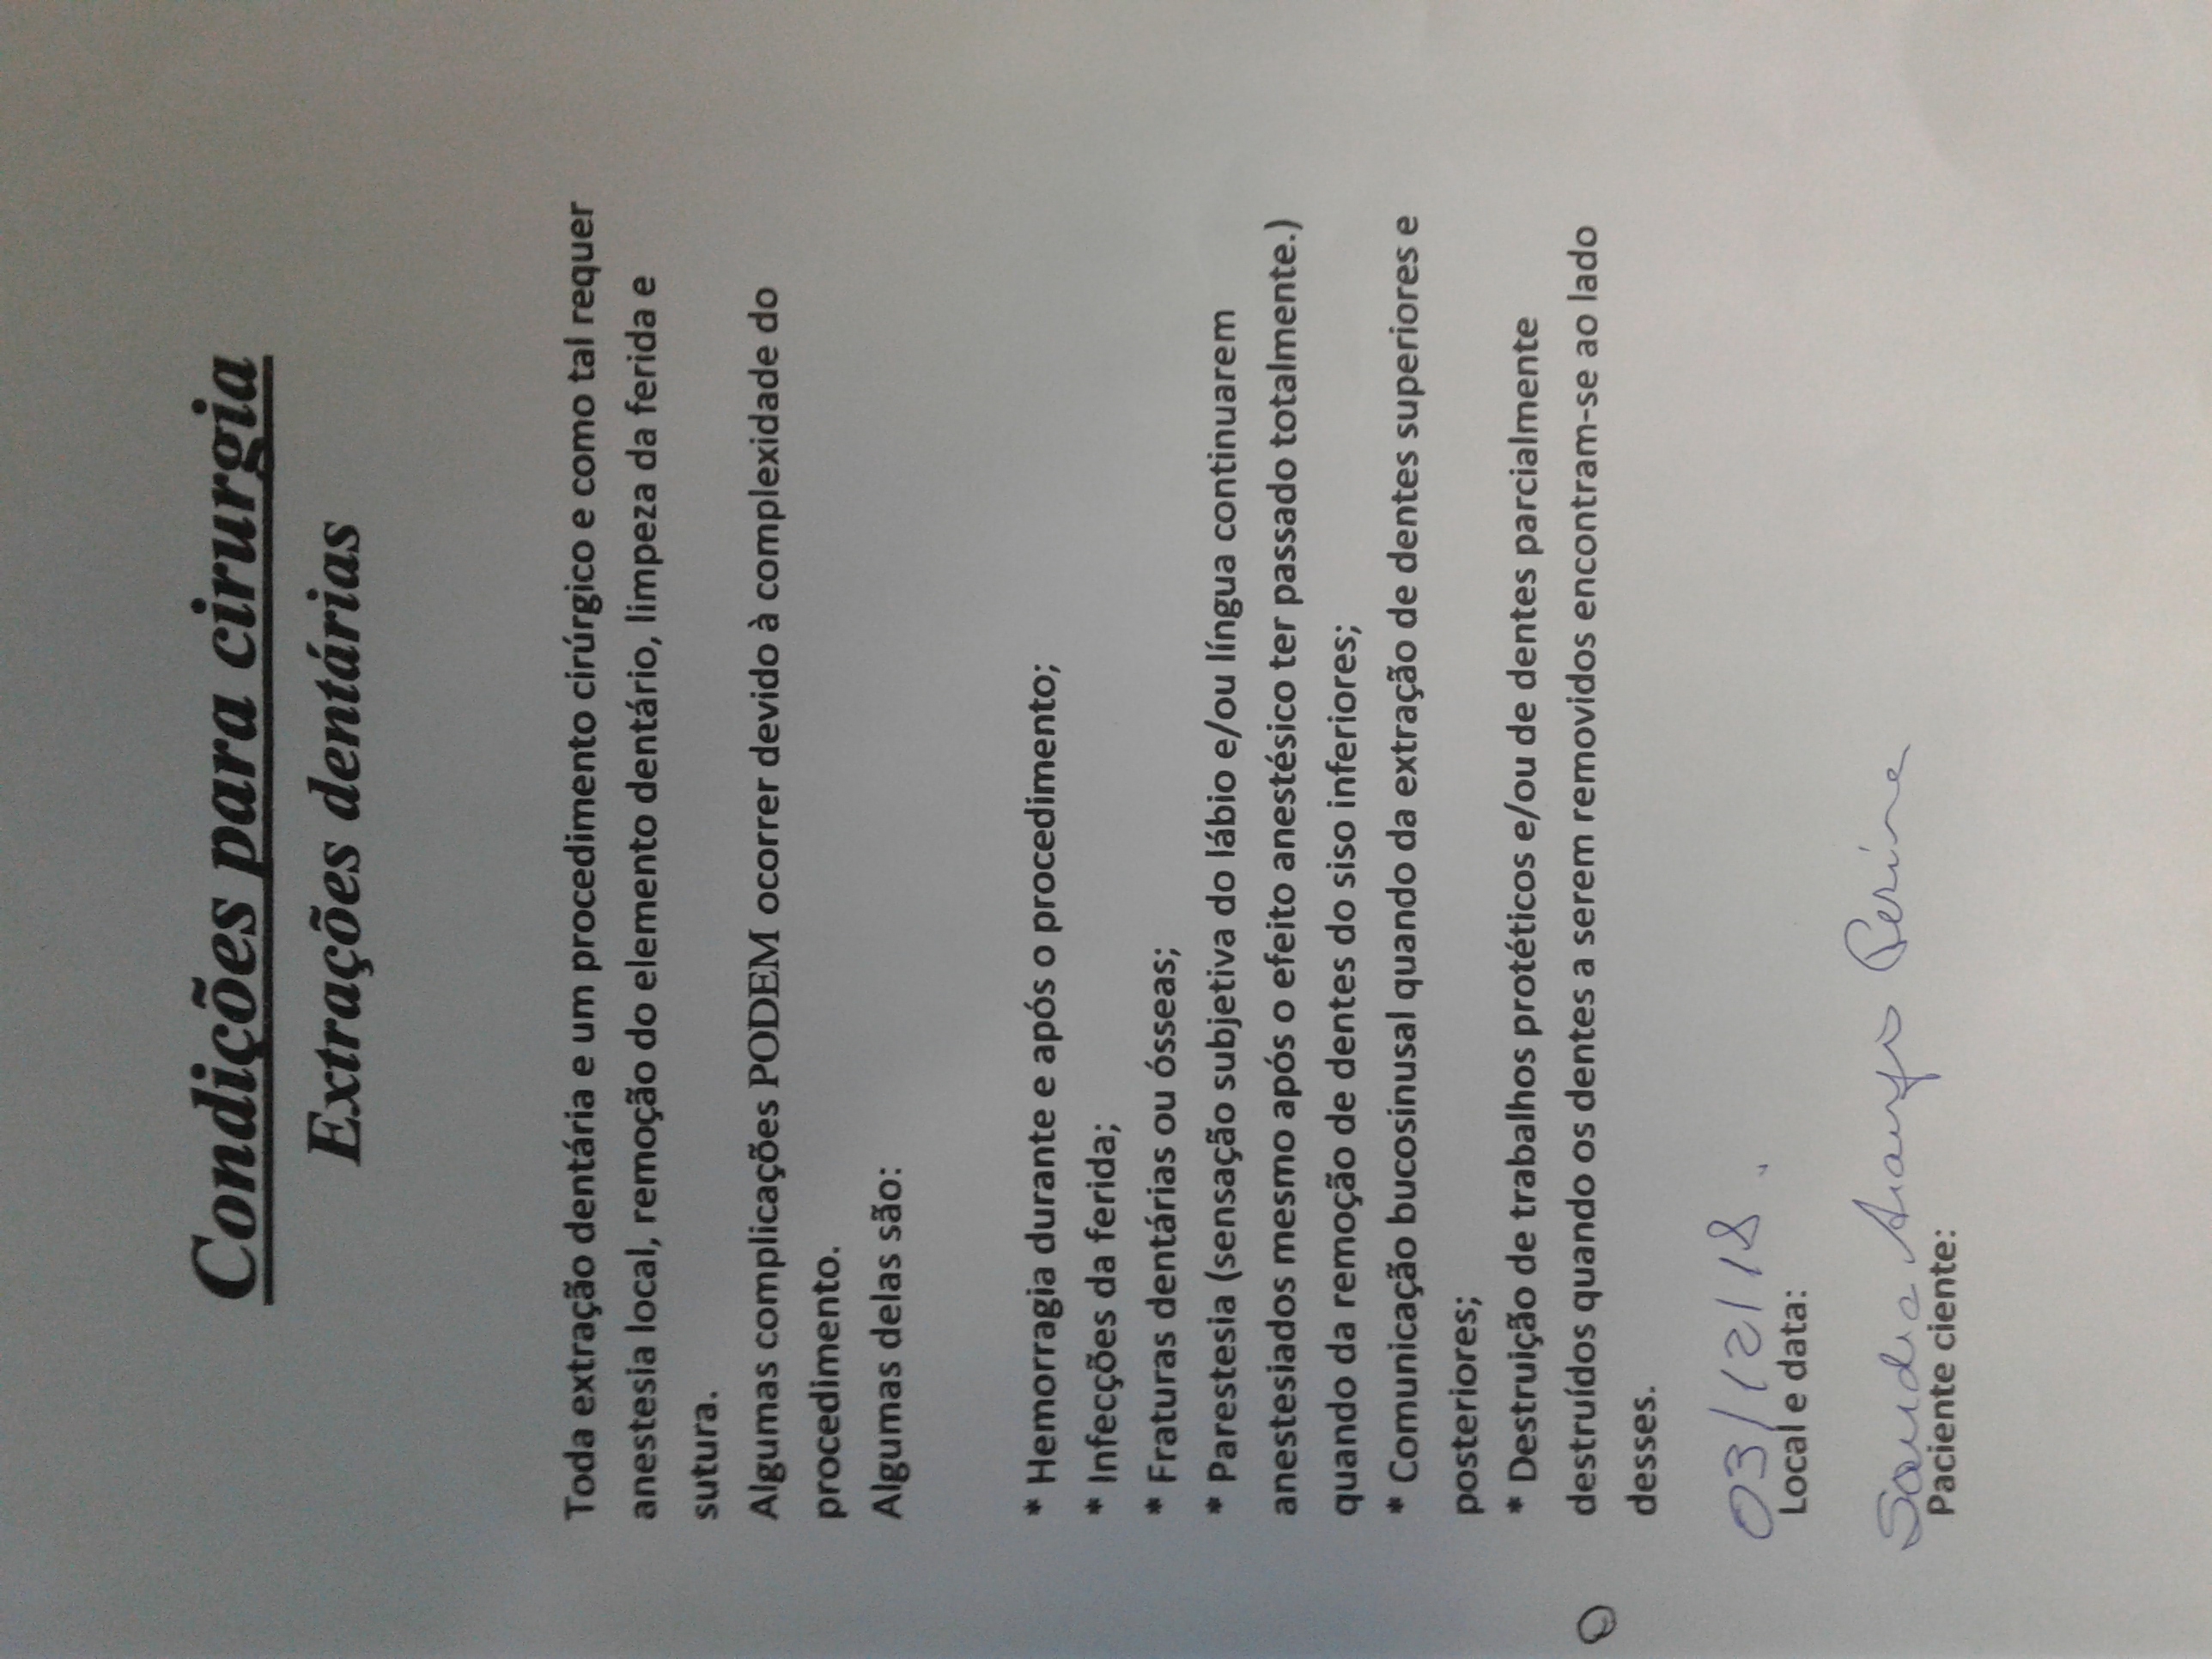 Condições para cirurgia
Extrações dentárias
Toda extração dentária e um procedimento cirúrgico e como tal requer
anestesia local, remoção do elemento dentário, limpeza da ferida e
sutura.
Algumas complicações PODEM ocorrer devido à complexidade do
procedimento.
Algumas delas são:
* Hemorragia durante e após o procedimento;
* Infecções da ferida;
* Fraturas dentárias ou ósseas;
* Parestesia (sensação subjetiva do lábio e/ou língua continuarem
anestesiados mesmo após o efeito anestésico ter passado totalmente.)
quando da remoção de dentes do siso inferiores;
* Comunicação bucosinusal quando da extração de dentes superiores e
posteriores;
* Destruição de trabalhos protéticos e/ou de dentes parcialmente
destruídos quando os dentes a serem removidos encontram-se ao lado
desses.
03/12/18.
Local e data:
Sandra Araujo
Paciente ciente: